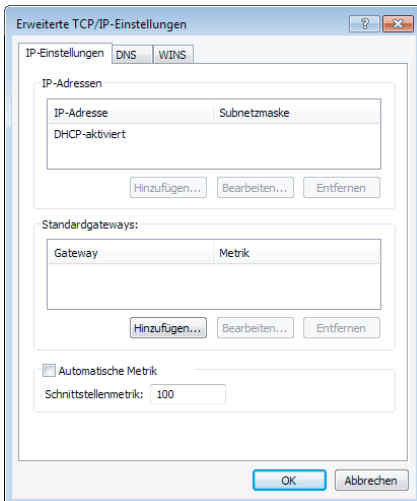 Erweiterte TCP/IP-Einstellungen
IP-Einstellungen DNS WINS
IP-Adressen
IP-Adresse Subnetzmaske
DHCP-aktiviert
Hinzufügen... Bearbeiten... Entfernen
Standardgateways:
Gateway Metrik
Hinzufügen... Bearbeiten... Entfernen
Automatische Metrik
Schnittstellenmetrik: 100
OK Abbrechen